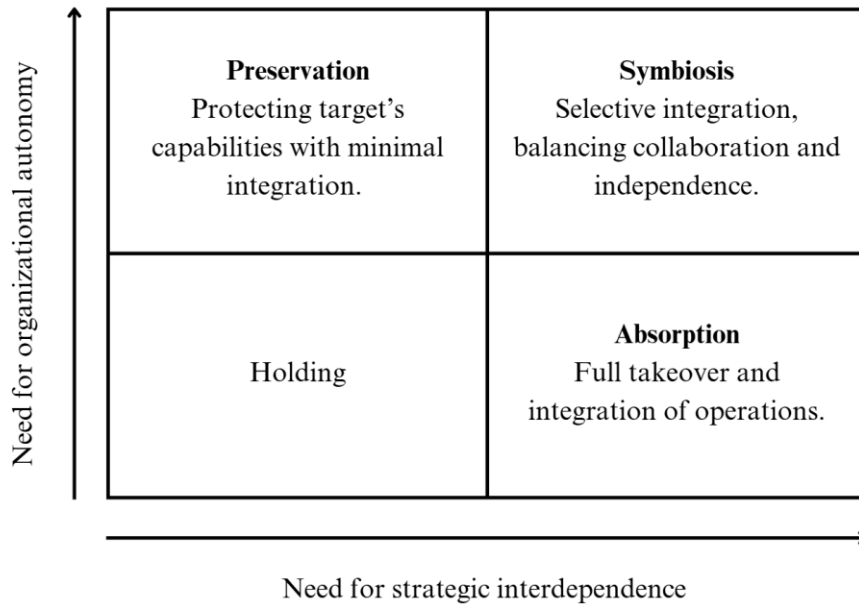 Need for organizational autonomy
Preservation
Protecting target’s
capabilities with minimal
integration.
Symbiosis
Selective integration,
balancing collaboration and
independence.
Holding
Absorption
Full takeover and
integration of operations.
Need for strategic interdependence